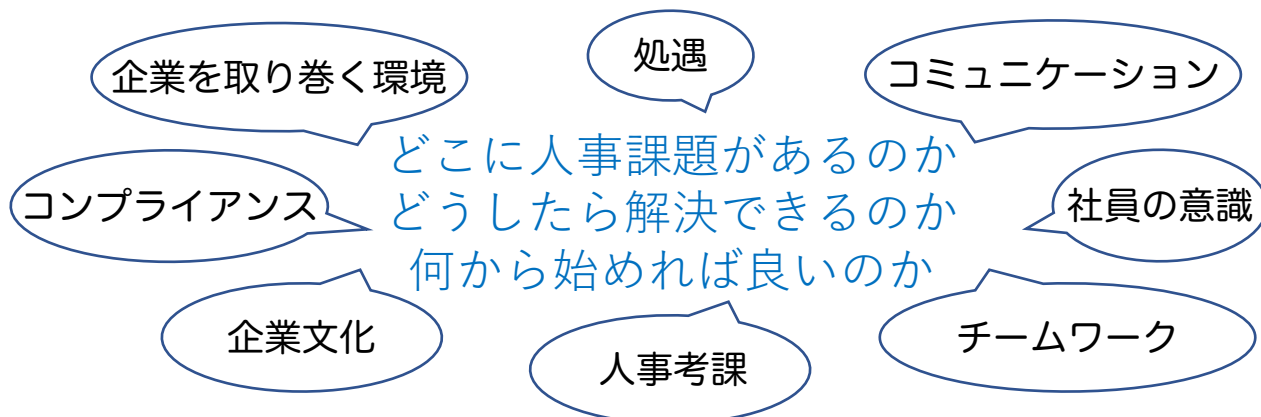 処遇
企業を取り巻く環境
コミュニケーション
どこに人事課題があるのか
コンプライアンス
どうしたら解決できるのか
社員の意識
何から始めれば良いのか
企業文化
チームワーク
人事考課